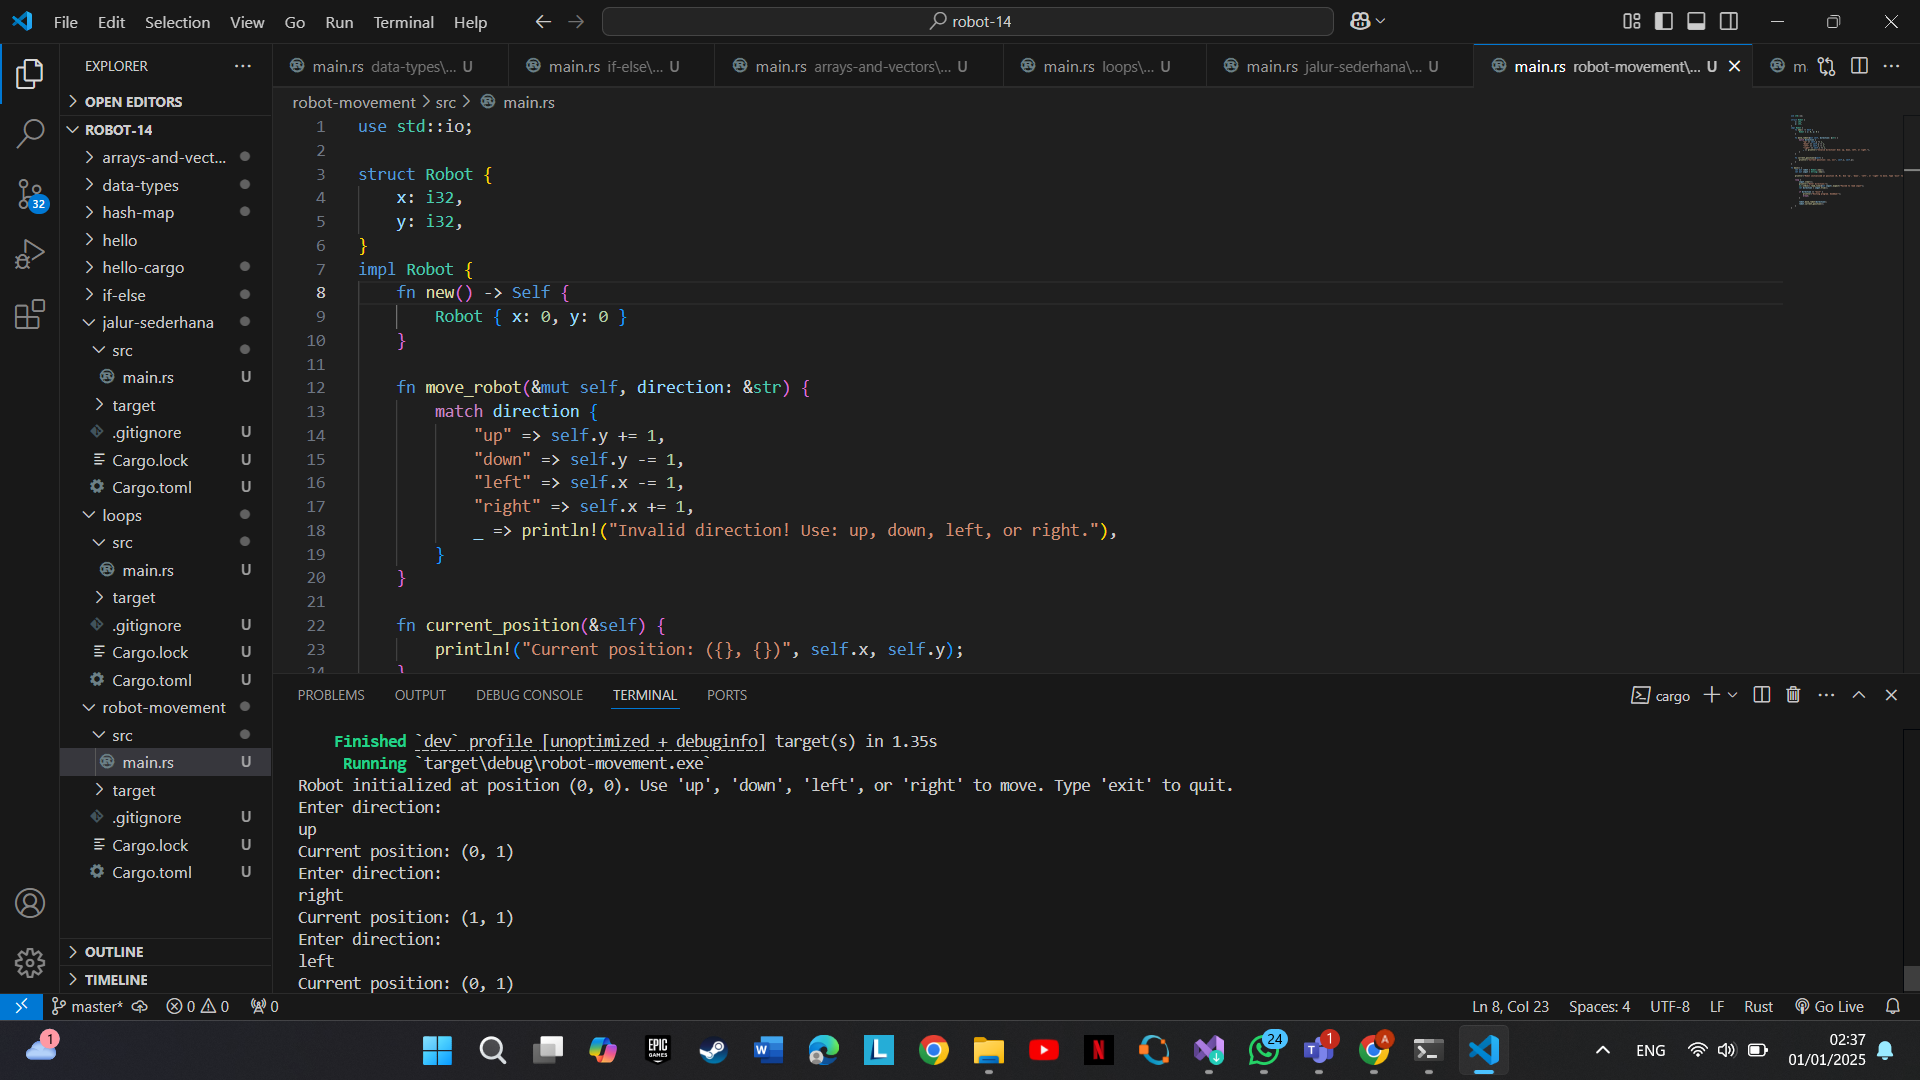 File Edit Selection View Go Run Terminal Help
robot-14
EXPLORER
OPEN EDITORS
ROBOT-14
arrays-and-vect...
data-types
hash-map
hello
hello-cargo
if-else
jalur-sederhana
src
main.rs U
target
.gitignore U
Cargo.lock U
Cargo.toml U
loops
src
main.rs U
target
.gitignore U
Cargo.lock U
Cargo.toml U
robot-movement
src
main.rs U
target
.gitignore U
Cargo.lock U
Cargo.toml U
OUTLINE
TIMELINE
32
main.rs data-types\... U
main.rs if-else\... U
main.rs arrays-and-vectors\... U
main.rs loops\... U
main.rs jalur-sederhana\... U
main.rs robot-movement\... U
m
robot-movement > src > main.rs
1 use std::io;
2
3 struct Robot {
4 x: i32,
5 y: i32,
6 }
7 impl Robot {
8 fn new() -> Self {
9 Robot { x: 0, y: 0 }
10 }
11
12 fn move_robot(&mut self, direction: &str) {
13 match direction {
14 "up" => self.y += 1,
15 "down" => self.y -= 1,
16 "left" => self.x -= 1,
17 "right" => self.x += 1,
18 _ => println!("Invalid direction! Use: up, down, left, or right."),
19 }
20 }
21
22 fn current_position(&self) {
23 println!("Current position: ({}, {})", self.x, self.y);
24 }
PROBLEMS OUTPUT DEBUG CONSOLE TERMINAL PORTS
cargo
Finished `dev` profile [unoptimized + debuginfo] target(s) in 1.35s
Running `target\debug\robot-movement.exe`
Robot initialized at position (0, 0). Use 'up', 'down', 'left', or 'right' to move. Type 'exit' to quit.
Enter direction:
up
Current position: (0, 1)
Enter direction:
right
Current position: (1, 1)
Enter direction:
left
Current position: (0, 1)
master* 0 0 0
Ln 8, Col 23 Spaces: 4 UTF-8 LF Rust Go Live
1
EPIC GAMES
W
L
N
24
T 1
A
ENG
02:37
01/01/2025